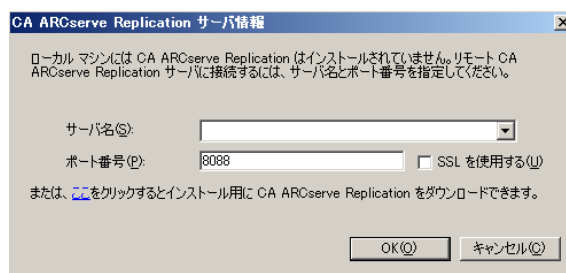 CA ARCserve Replication サーバ情報
ローカル マシンには CA ARCserve Replication はインストールされていません。リモート CA
ARCserve Replication サーバに接続するには、サーバ名とポート番号を指定してください。
サーバ名(S):
ポート番号(P): 8088 SSL を使用する(U)
または、ここをクリックするとインストール用に CA ARCserve Replication をダウンロードできます。
OK(O) キャンセル(C)